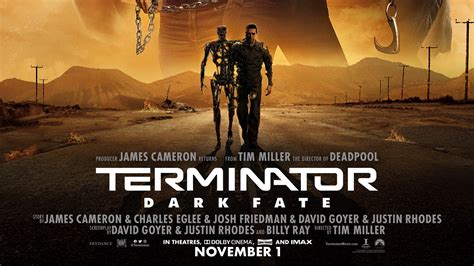 PRODUCER JAMES CAMERON RETURNS FROM TIM MILLER THE DIRECTOR OF DEADPOOL
TERMINATOR
DARK FATE
STORY BY JAMES CAMERON & CHARLES EGLEE & JOSH FRIEDMAN & DAVID GOYER & JUSTIN RHODES
SCREENPLAY BY DAVID GOYER & JUSTIN RHODES AND BILLY RAY DIRECTED BY TIM MILLER
SKYDANCE
IN THEATRES, DOLBY CINEMA, AND IMAX
NOVEMBER 1